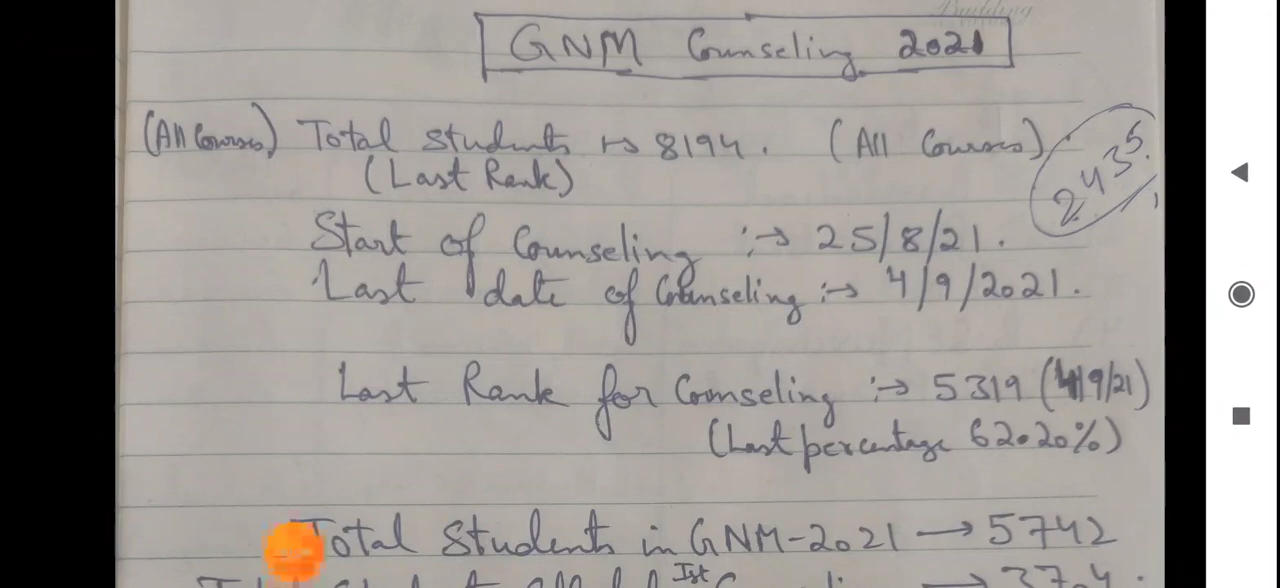 Building
GNM Counseling 2021
(All Courses) Total students → 8194. (All Courses)
2435.
(Last Rank)
Start of Counseling :→ 25/8/21.
Last date of Counseling :→ 4/9/2021.
Last Rank for Counseling :→ 5319 (4/9/21)
(Last percentage 62.20%)
Total Students in GNM-2021 → 5742
Ist